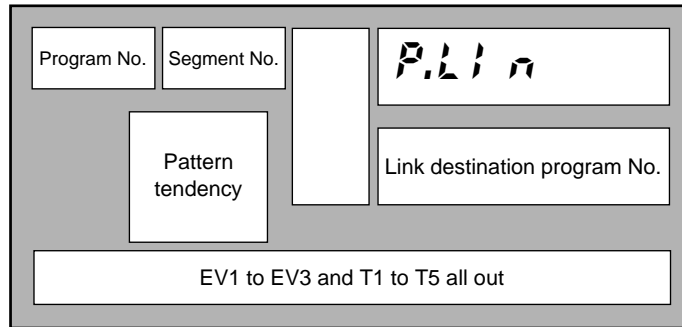 Program No.
Segment No.
P.LI n
Pattern
tendency
Link destination program No.
EV1 to EV3 and T1 to T5 all out